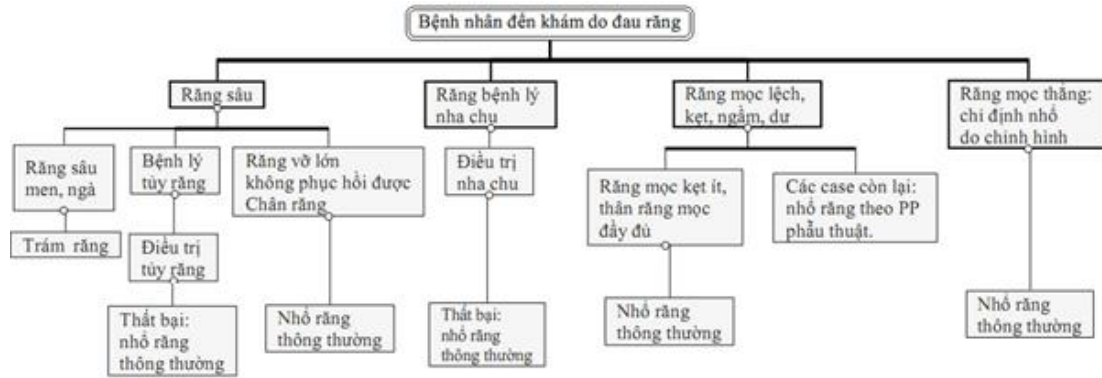 Bệnh nhân đến khám do đau răng
Răng sâu
Răng bệnh lý
nha chu
Răng mọc lệch,
kẹt, ngầm, dư
Răng mọc thẳng:
chỉ định nhổ
do chỉnh hình
Răng sâu
men, ngà
Bệnh lý
tủy răng
Răng vỡ lớn
không phục hồi được
Chân răng
Điều trị
nha chu
Răng mọc kẹt ít,
thân răng mọc
đầy đủ
Các case còn lại:
nhổ răng theo PP
phẫu thuật.
Trám răng
Điều trị
tủy răng
Thất bại:
nhổ răng
thông thường
Nhổ răng
thông thường
Thất bại:
nhổ răng
thông thường
Nhổ răng
thông thường
Nhổ răng
thông thường